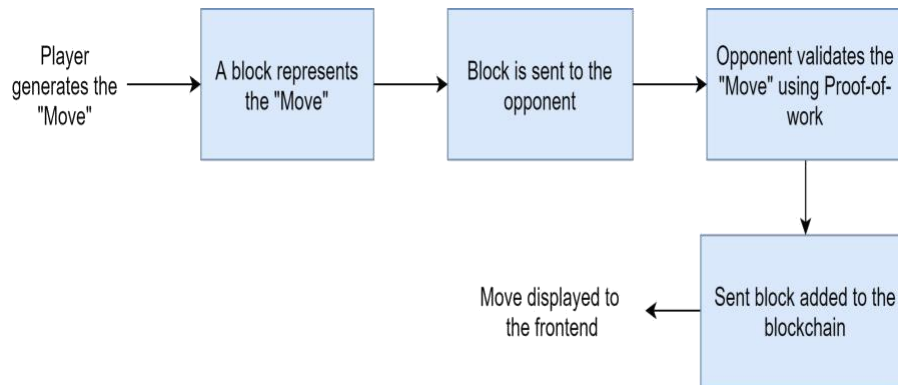 Player
generates the
"Move"
A block represents
the "Move"
Block is sent to the
opponent
Opponent validates the
"Move" using Proof-of-
work
Sent block added to the
blockchain
Move displayed to
the frontend